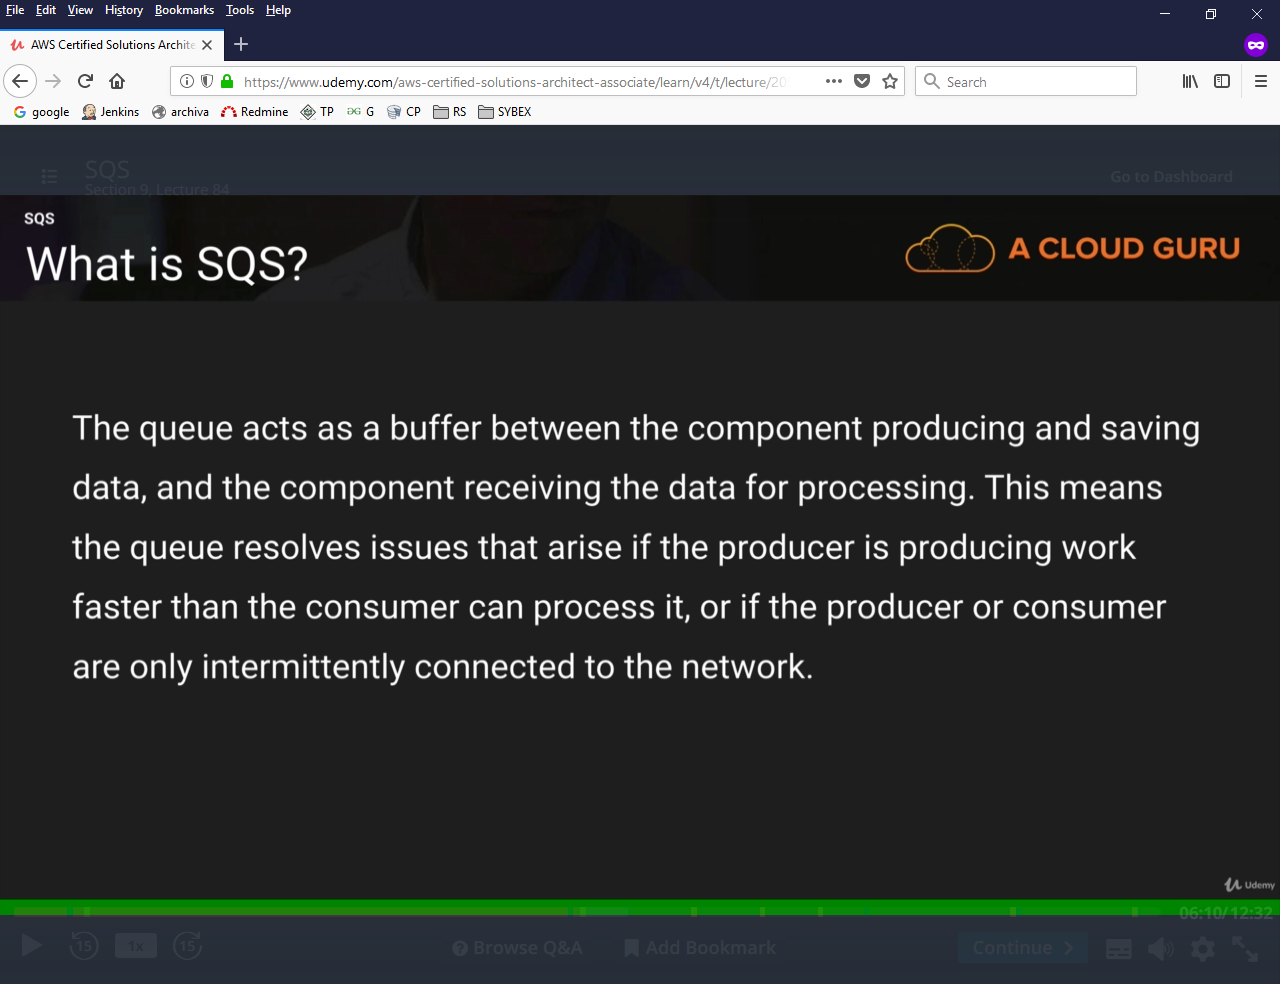 File Edit View History Bookmarks Tools Help
AWS Certified Solutions Archite
https://www.udemy.com/aws-certified-solutions-architect-associate/learn/v4/t/lecture/20
Search
google Jenkins archiva Redmine TP G CP RS SYBEX
SQS
Section 9, Lecture 84
Go to Dashboard
SQS
What is SQS?
A CLOUD GURU
The queue acts as a buffer between the component producing and saving
data, and the component receiving the data for processing. This means
the queue resolves issues that arise if the producer is producing work
faster than the consumer can process it, or if the producer or consumer
are only intermittently connected to the network.
Udemy
06:10/12:32
15 1x 15 Browse Q&A Add Bookmark Continue